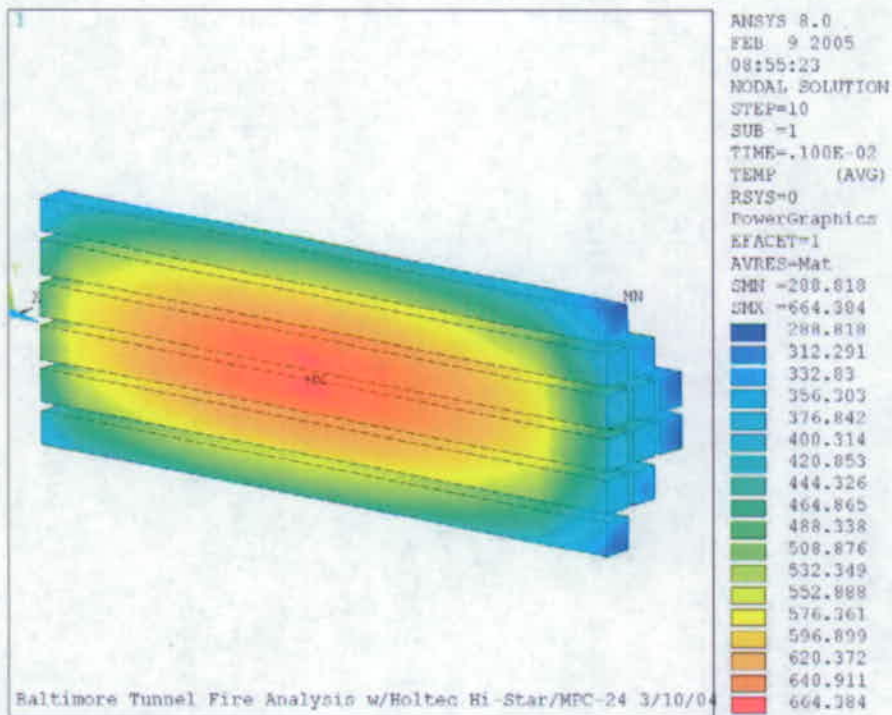 1
ANSYS 8.0
FEB 9 2005
08:55:23
NODAL SOLUTION
STEP=10
SUB =1
TIME=.100E-02
TEMP (AVG)
RSYS=0
PowerGraphics
EFACET=1
AVRES=Mat
SMN =288.818
SMX =664.384
288.818
312.291
332.83
356.303
376.842
400.314
420.853
444.326
464.865
488.338
508.876
532.349
552.888
576.361
596.899
620.372
640.911
664.384
MN
Baltimore Tunnel Fire Analysis w/Holtec Hi-Star/MPC-24 3/10/04